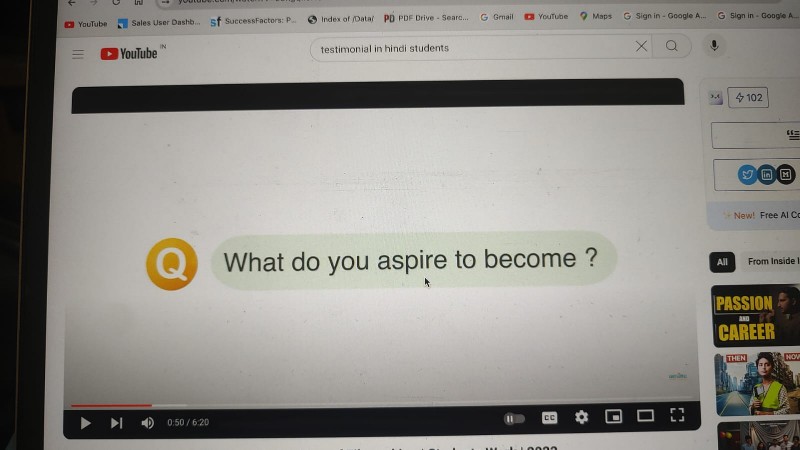 YouTube
Sales User Dashb...
SuccessFactors: P...
Index of /Data/
PDF Drive - Searc...
Gmail
YouTube
Maps
Sign in - Google A...
Sign in - Google A...
YouTube IN
testimonial in hindi students
102
Q What do you aspire to become ?
New! Free AI Co
All
From Inside I
PASSION
AND
CAREER
THEN
NOW
0:50 / 6:20
CC